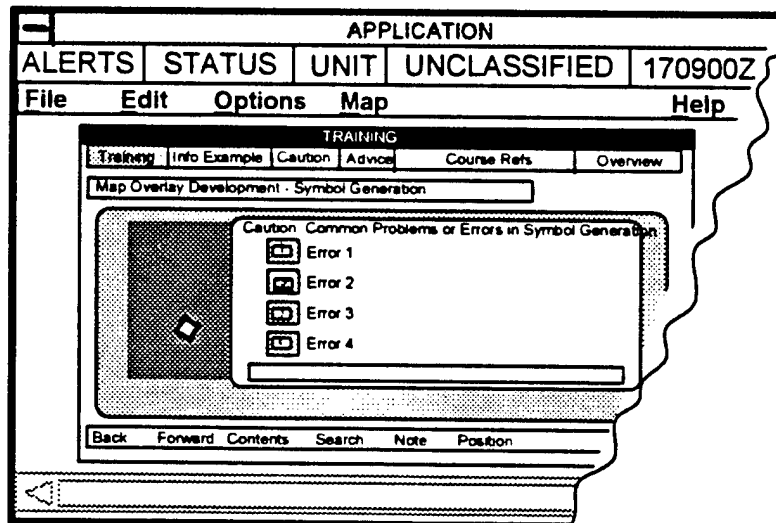 APPLICATION
ALERTS STATUS UNIT UNCLASSIFIED 170900Z
File Edit Options Map Help
TRAINING
Training Info Example Caution Advice Course Refs Overview
Map Overlay Development - Symbol Generation
Caution Common Problems or Errors in Symbol Generation
Error 1
Error 2
Error 3
Error 4
Back Forward Contents Search Note Position